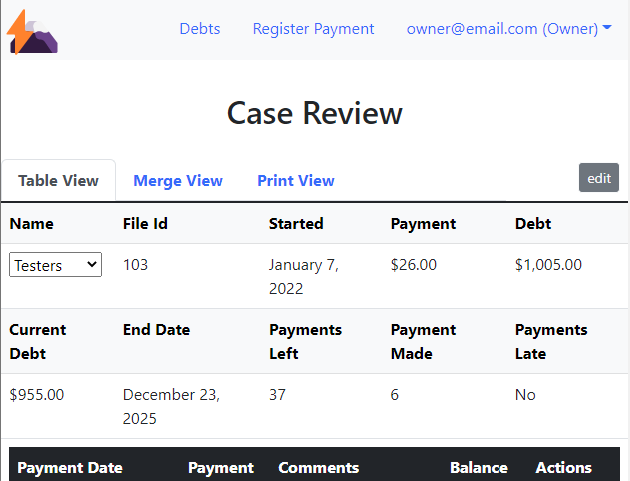 Debts Register Payment owner@email.com (Owner)
Case Review
Table View Merge View Print View edit
Name File Id Started Payment Debt
Testers 103 January 7, $26.00 $1,005.00
2022
Current End Date Payments Payment Payments
Debt Left Made Late
$955.00 December 23, 37 6 No
2025
Payment Date Payment Comments Balance Actions